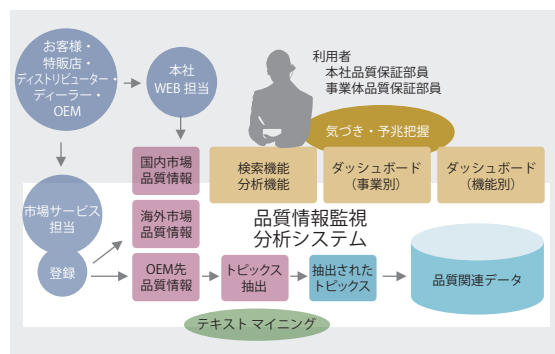 お客様・
特販店・
ディストリビューター・
ディーラー・
OEM
本社
WEB 担当
利用者
本社品質保証部員
事業体品質保証部員
気づき・予兆把握
国内市場
品質情報
検索機能
分析機能
ダッシュボード
（事業別）
ダッシュボード
（機能別）
市場サービス
担当
登録
海外市場
品質情報
品質情報監視
分析システム
OEM先
品質情報
トピックス
抽出
抽出された
トピックス
品質関連データ
テキスト マイニング